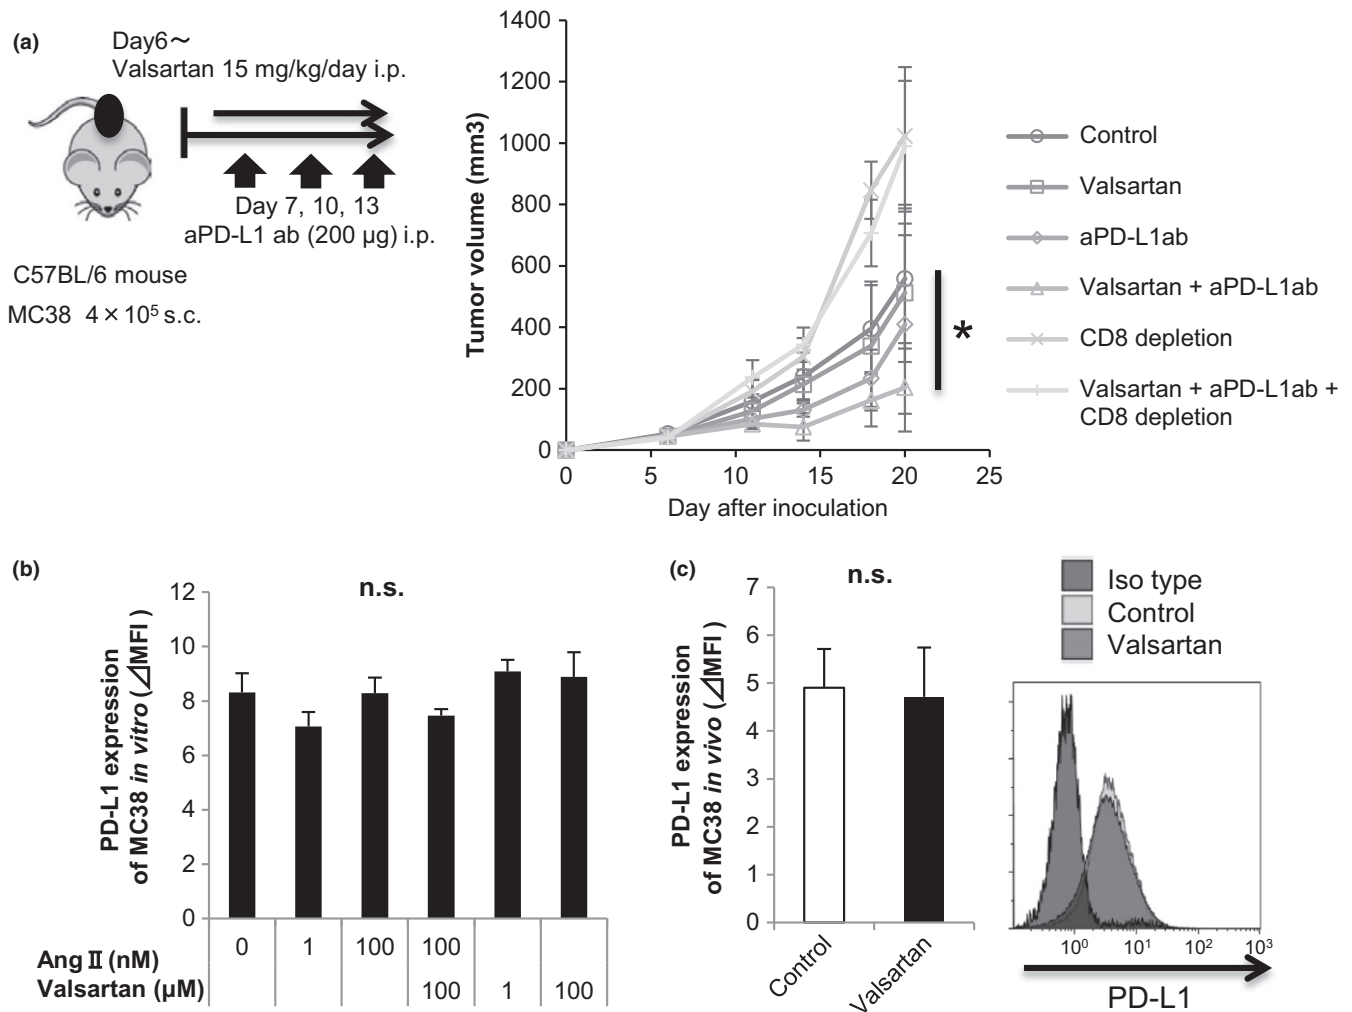 (a)
Day6～
Valsartan 15 mg/kg/day i.p.
Day 7, 10, 13
aPD-L1 ab (200 µg) i.p.
C57BL/6 mouse
MC38 4×10⁵ s.c.
Tumor volume (mm3)
1400
1200
1000
800
600
400
200
0
0 5 10 15 20 25
Day after inoculation
*
Control
Valsartan
aPD-L1ab
Valsartan + aPD-L1ab
CD8 depletion
Valsartan + aPD-L1ab +
CD8 depletion
(b)
n.s.
PD-L1 expression
of MC38 in vitro (⊿MFI )
12
10
8
6
4
2
0
Ang Ⅱ (nM) 0 1 100 100
Valsartan (µM) 100 1 100
(c)
n.s.
PD-L1 expression
of MC38 in vivo (⊿MFI )
7
6
5
4
3
2
1
0
Control
Valsartan
Iso type
Control
Valsartan
10⁰ 10¹ 10² 10³
PD-L1